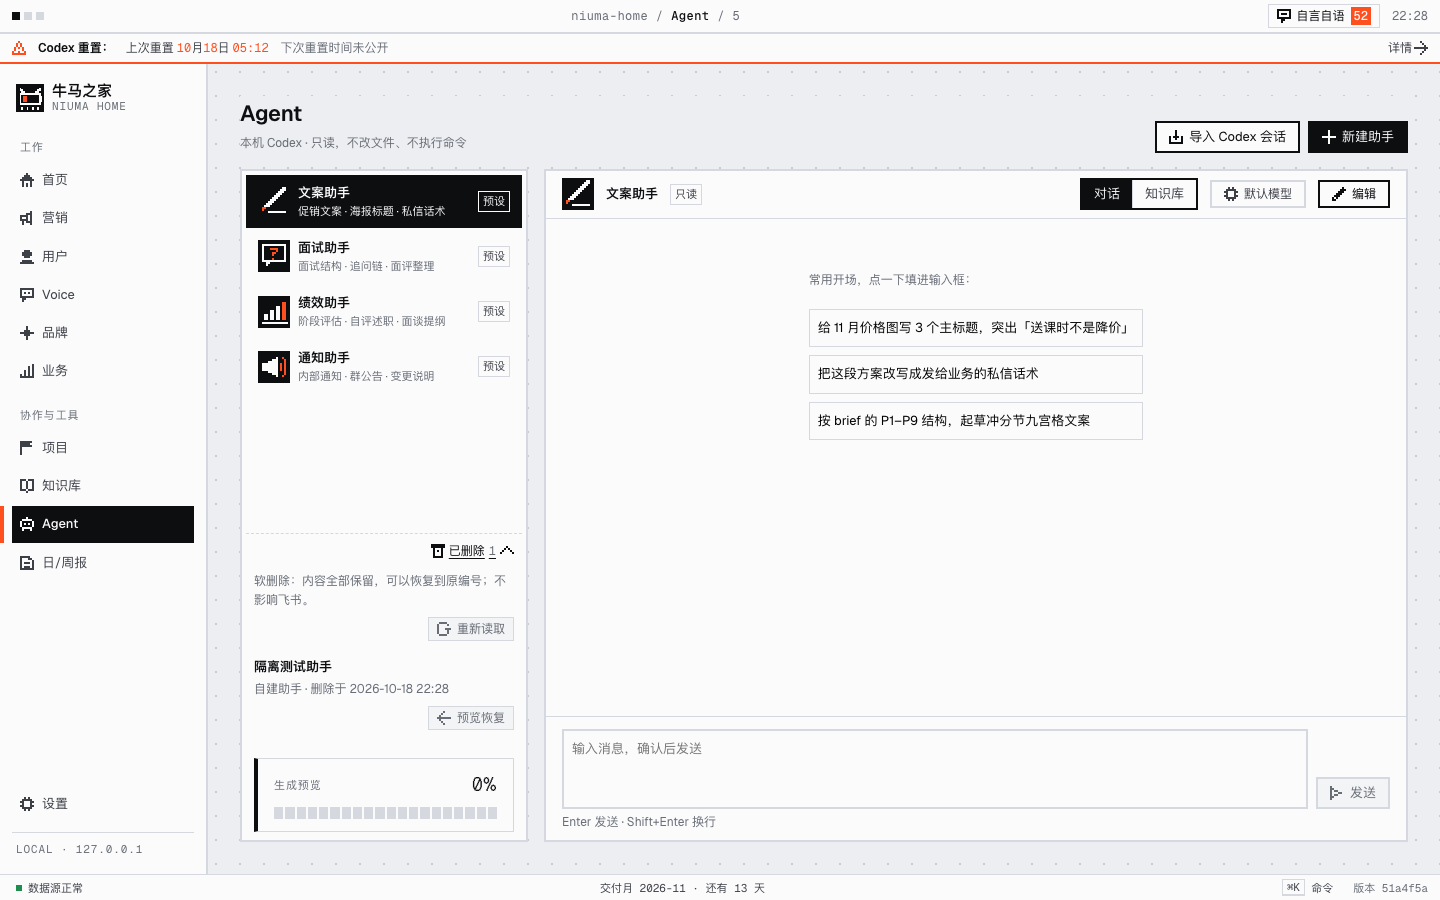 niuma-home / Agent / 5
自言自语 52
22:28
Codex 重置： 上次重置 10月18日 05:12 下次重置时间未公开
详情
牛马之家
NIUMA HOME
工作
首页
营销
用户
Voice
品牌
业务
协作与工具
项目
知识库
Agent
日/周报
设置
LOCAL · 127.0.0.1
Agent
本机 Codex · 只读，不改文件、不执行命令
导入 Codex 会话
新建助手
文案助手
促销文案 · 海报标题 · 私信话术
预设
面试助手
面试结构 · 追问链 · 面评整理
预设
绩效助手
阶段评估 · 自评述职 · 面谈提纲
预设
通知助手
内部通知 · 群公告 · 变更说明
预设
已删除 1
软删除：内容全部保留，可以恢复到原编号；不
影响飞书。
重新读取
隔离测试助手
自建助手 · 删除于 2026-10-18 22:28
预览恢复
生成预览 0%
文案助手 只读
对话 知识库
默认模型
编辑
常用开场，点一下填进输入框：
给 11 月价格图写 3 个主标题，突出「送课时不是降价」
把这段方案改写成发给业务的私信话术
按 brief 的 P1–P9 结构，起草冲分节九宫格文案
输入消息，确认后发送
发送
Enter 发送 · Shift+Enter 换行
数据源正常
交付月 2026-11 · 还有 13 天
⌘K 命令
版本 51a4f5a